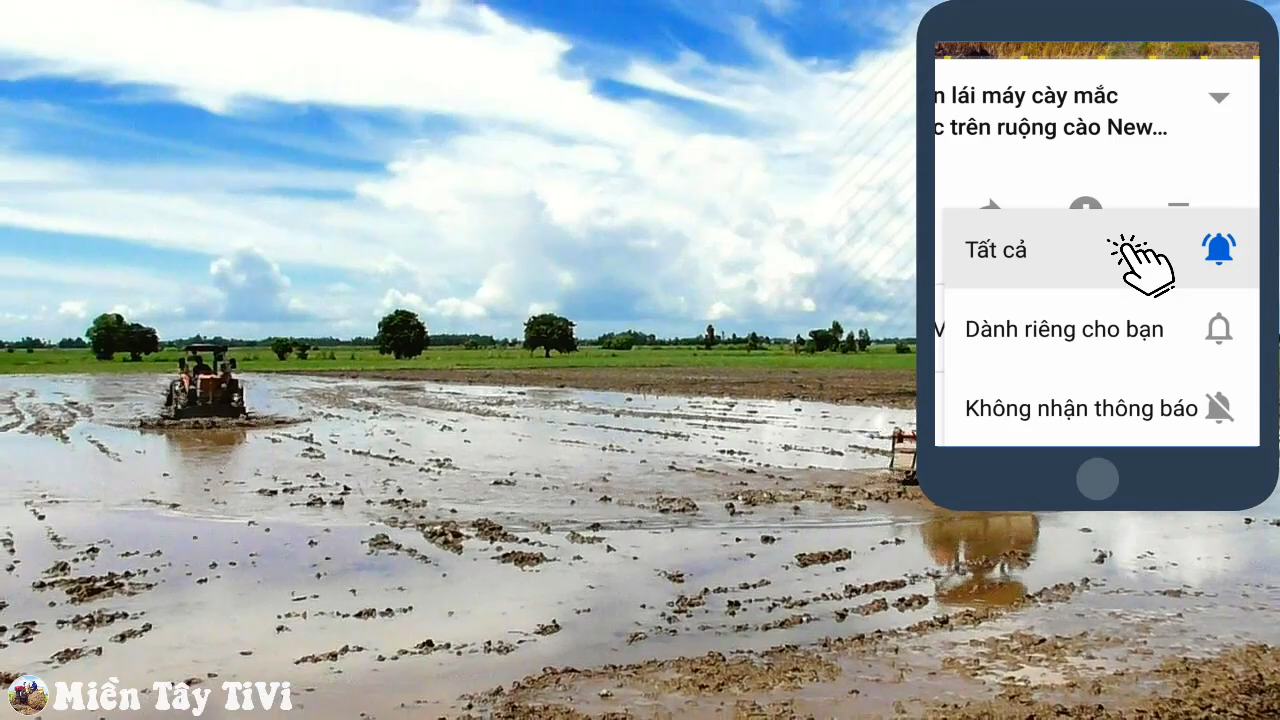 n lái máy cày mắc
c trên ruộng cào New...
Tất cả
Dành riêng cho bạn
Không nhận thông báo
Miền Tây TiVi